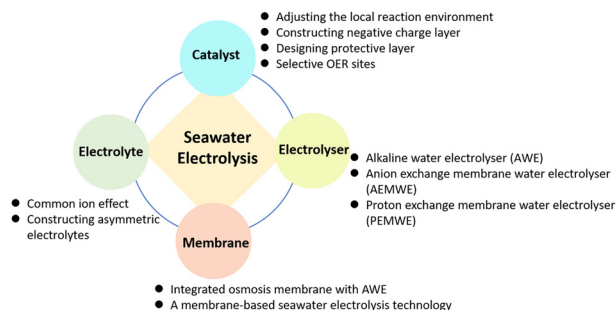 ● Adjusting the local reaction environment
● Constructing negative charge layer
● Designing protective layer
● Selective OER sites
Catalyst
Electrolyte
Seawater
Electrolysis
Electrolyser
● Alkaline water electrolyser (AWE)
● Anion exchange membrane water electrolyser
(AEMWE)
● Proton exchange membrane water electrolyser
(PEMWE)
● Common ion effect
● Constructing asymmetric
electrolytes
Membrane
● Integrated osmosis membrane with AWE
● A membrane-based seawater electrolysis technology